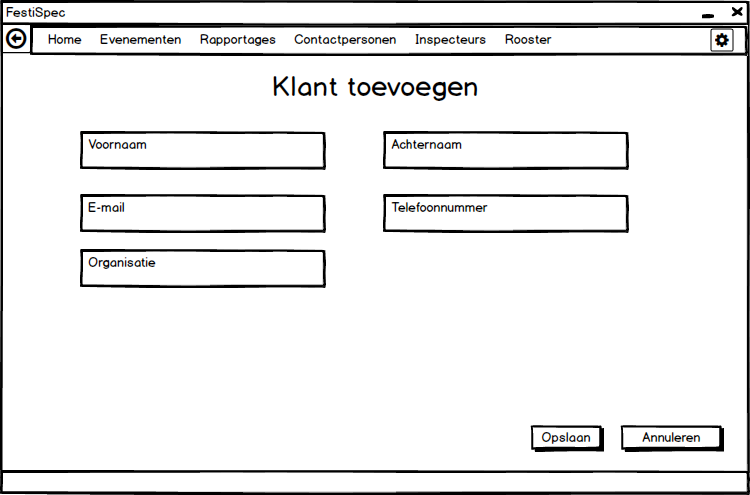 FestiSpec
Home Evenementen Rapportages Contactpersonen Inspecteurs Rooster
Klant toevoegen
Voornaam Achternaam
E-mail Telefoonnummer
Organisatie
Opslaan Annuleren